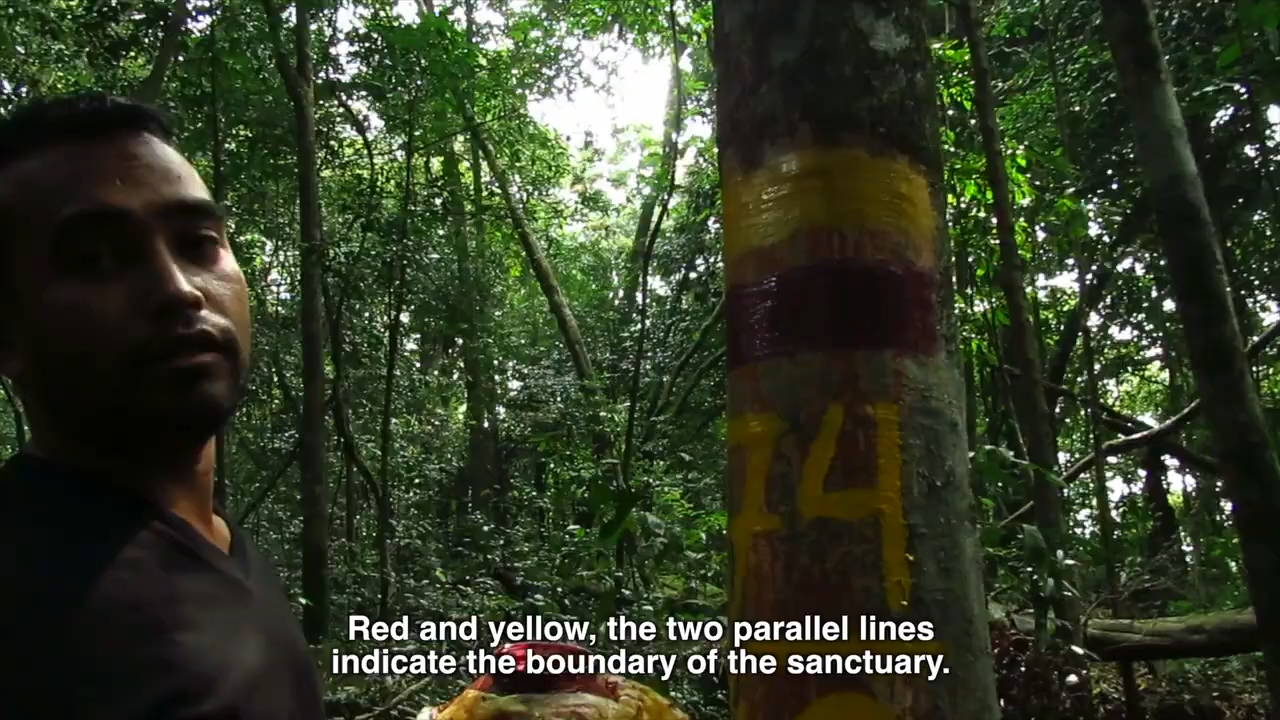 14
Red and yellow, the two parallel lines
indicate the boundary of the sanctuary.